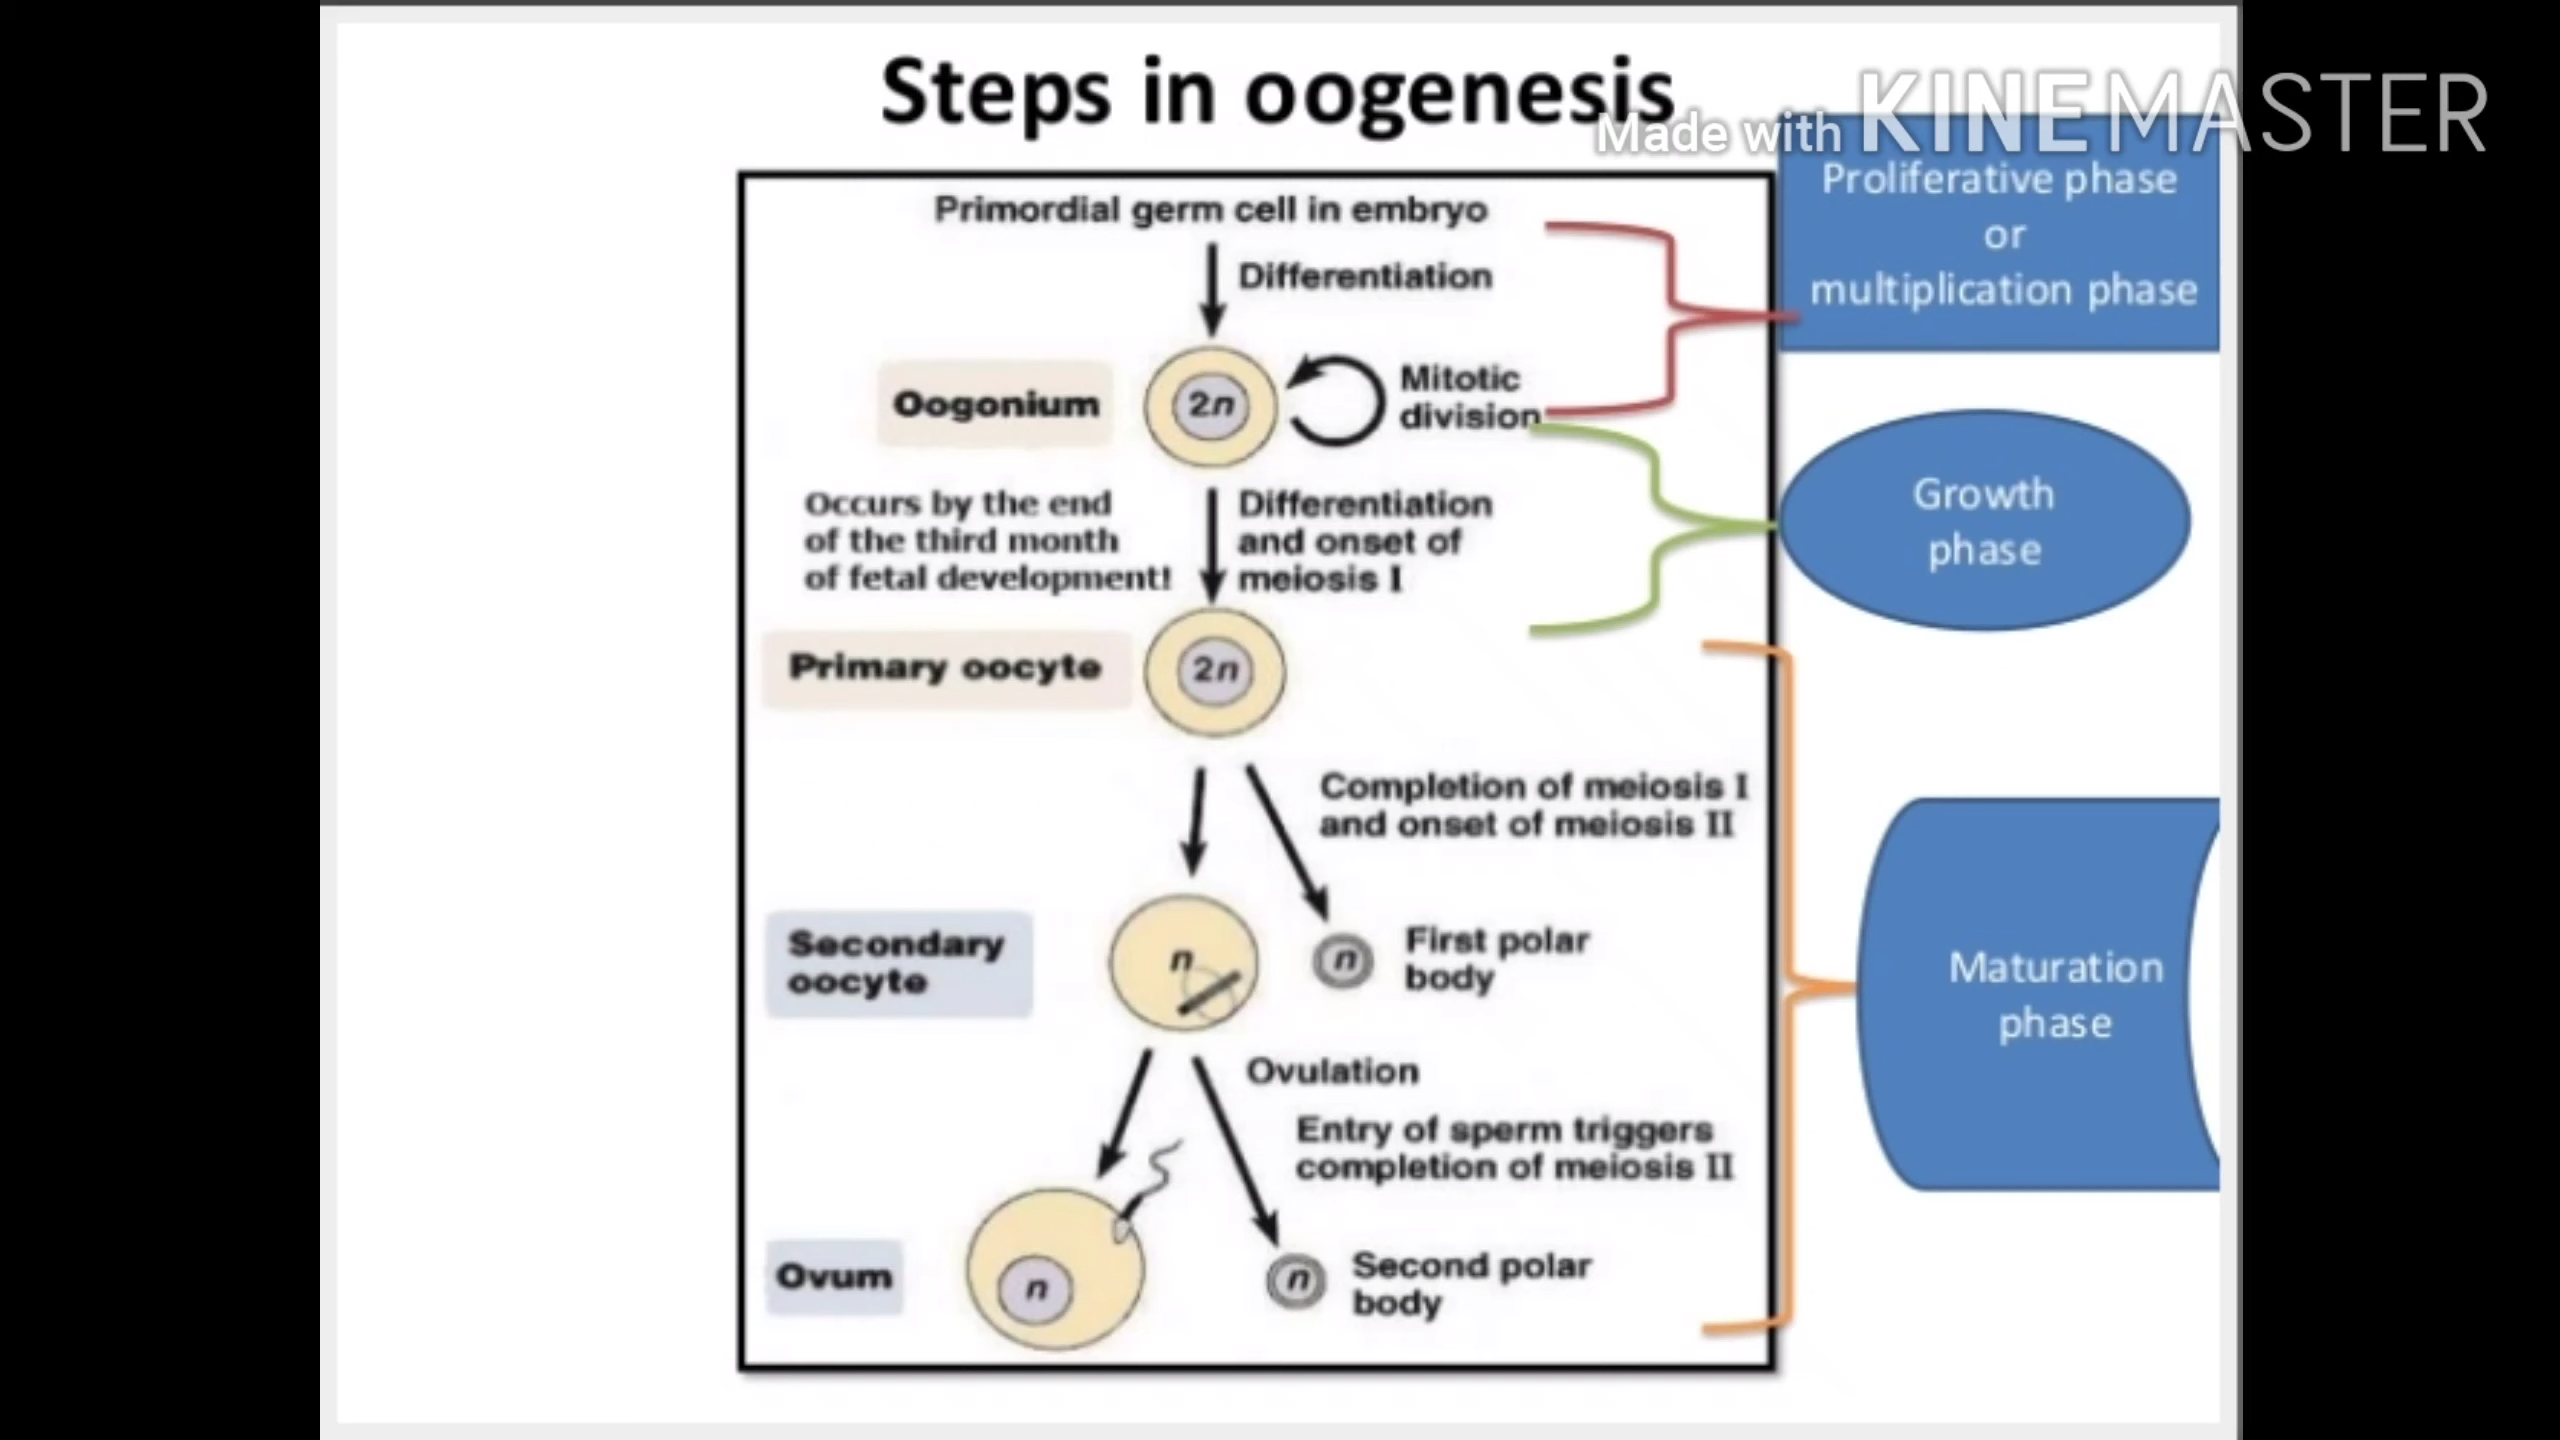 Steps in oogenesis
Made with KINEMASTER
Primordial germ cell in embryo
Differentiation
Proliferative phase
or
multiplication phase
Oogonium
2n
Mitotic
division
Occurs by the end
of the third month
of fetal development!
Differentiation
and onset of
meiosis I
Growth
phase
Primary oocyte
2n
Completion of meiosis I
and onset of meiosis II
Secondary
oocyte
n
n
First polar
body
Maturation
phase
Ovulation
Entry of sperm triggers
completion of meiosis II
Ovum
n
n
Second polar
body